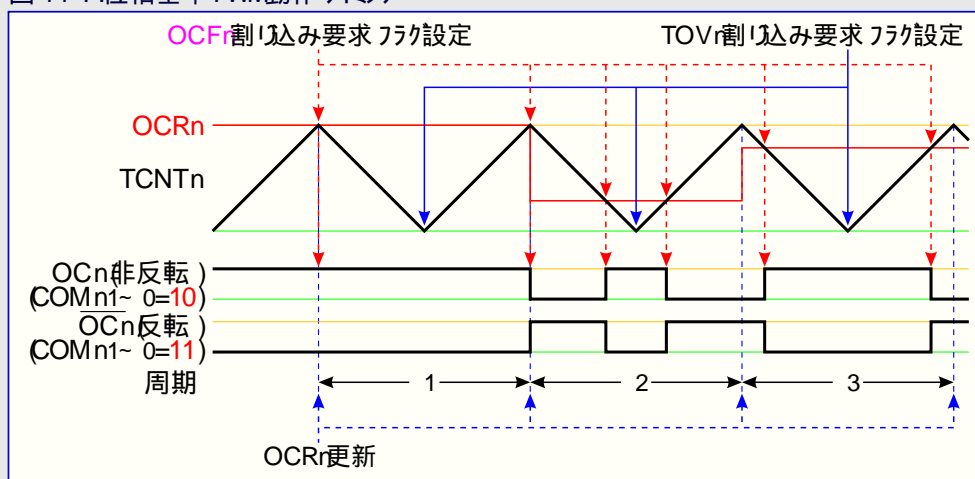 OCFn割り込み要求フラグ設定
TOVn割り込み要求フラグ設定
OCRn
TCNTn
OCn(非反転)
(COMn1~0=10)
OCn(反転)
(COMn1~0=11)
周期
1
2
3
OCRn更新